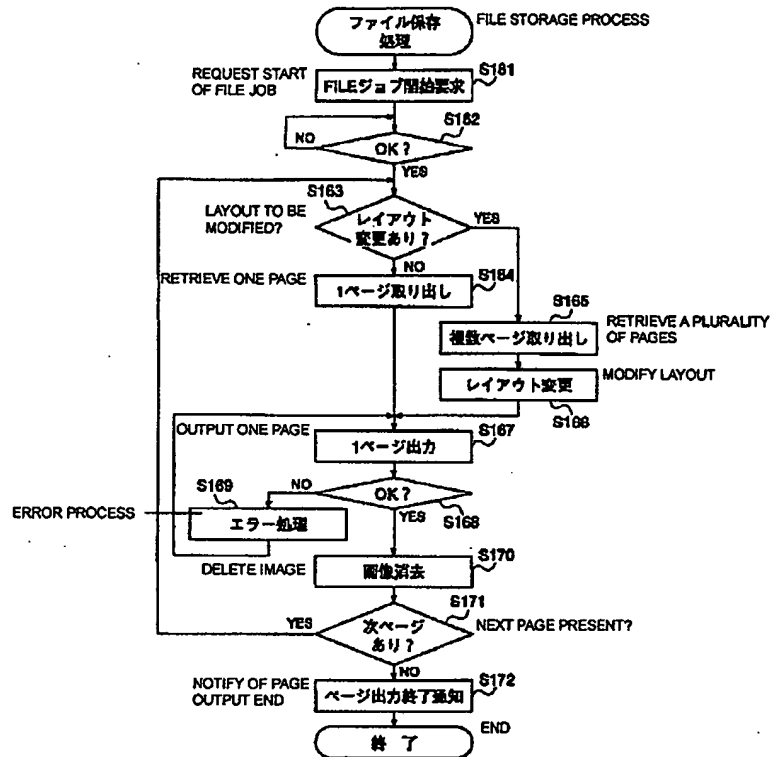 ファイル保存
処理
FILE STORAGE PROCESS
REQUEST START
OF FILE JOB
S161
FILEジョブ開始要求
S162
OK?
NO
YES
S163
LAYOUT TO BE
MODIFIED?
レイアウト
変更あり?
YES
NO
RETRIEVE ONE PAGE
S164
1ページ取り出し
S165
複数ページ取り出し
RETRIEVE A PLURALITY
OF PAGES
レイアウト変更
MODIFY LAYOUT
S166
OUTPUT ONE PAGE
S167
1ページ出力
S169
NO
OK?
S168
YES
ERROR PROCESS
エラー処理
DELETE IMAGE
S170
画像消去
S171
YES
次ページ
あり?
NEXT PAGE PRESENT?
NO
NOTIFY OF PAGE
OUTPUT END
S172
ページ出力終了通知
END
終 了